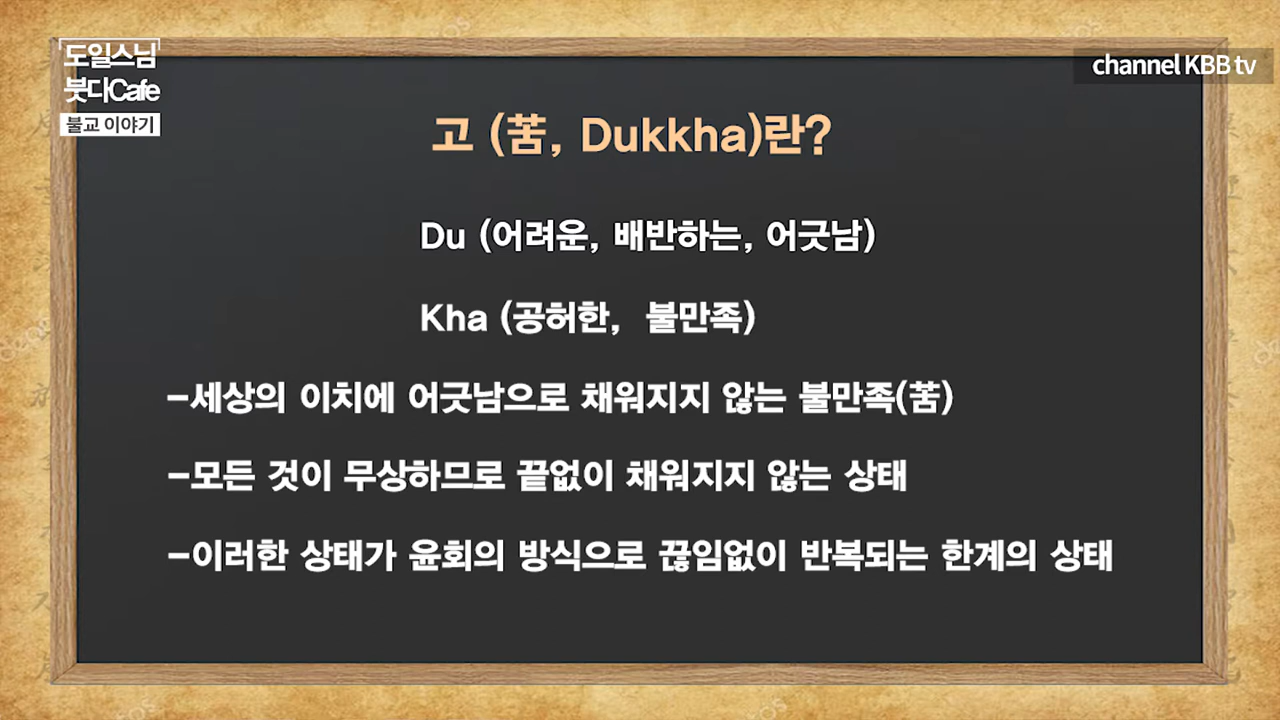 도일스님
붓다Cafe
불교 이야기
channel KBB tv
고 (苦, Dukkha)란?
Du (어려운, 배반하는, 어긋남)
Kha (공허한, 불만족)
-세상의 이치에 어긋남으로 채워지지 않는 불만족(苦)
-모든 것이 무상하므로 끝없이 채워지지 않는 상태
-이러한 상태가 윤회의 방식으로 끊임없이 반복되는 한계의 상태